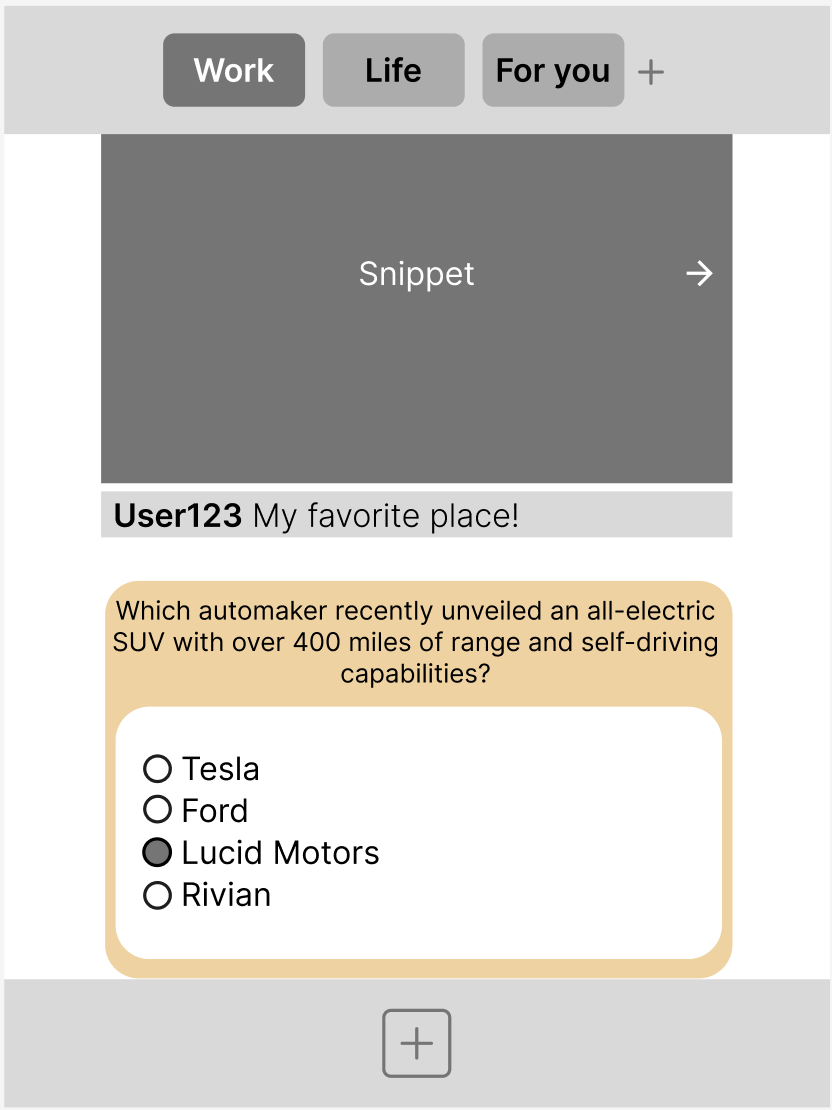 Work Life For you +
Snippet →
User123 My favorite place!
Which automaker recently unveiled an all-electric
SUV with over 400 miles of range and self-driving
capabilities?
Tesla
Ford
Lucid Motors
Rivian
+